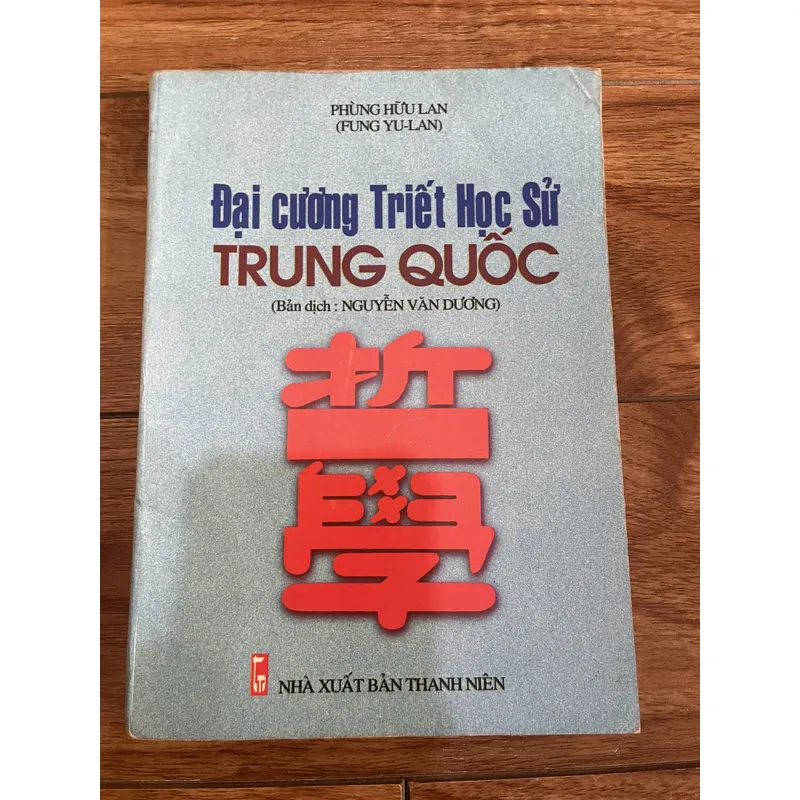 PHÙNG HỮU LAN
(FUNG YU-LAN)
Đại cương Triết Học Sử
TRUNG QUỐC
(Bản dịch : NGUYỄN VĂN DƯƠNG)
哲
學
NHÀ XUẤT BẢN THANH NIÊN